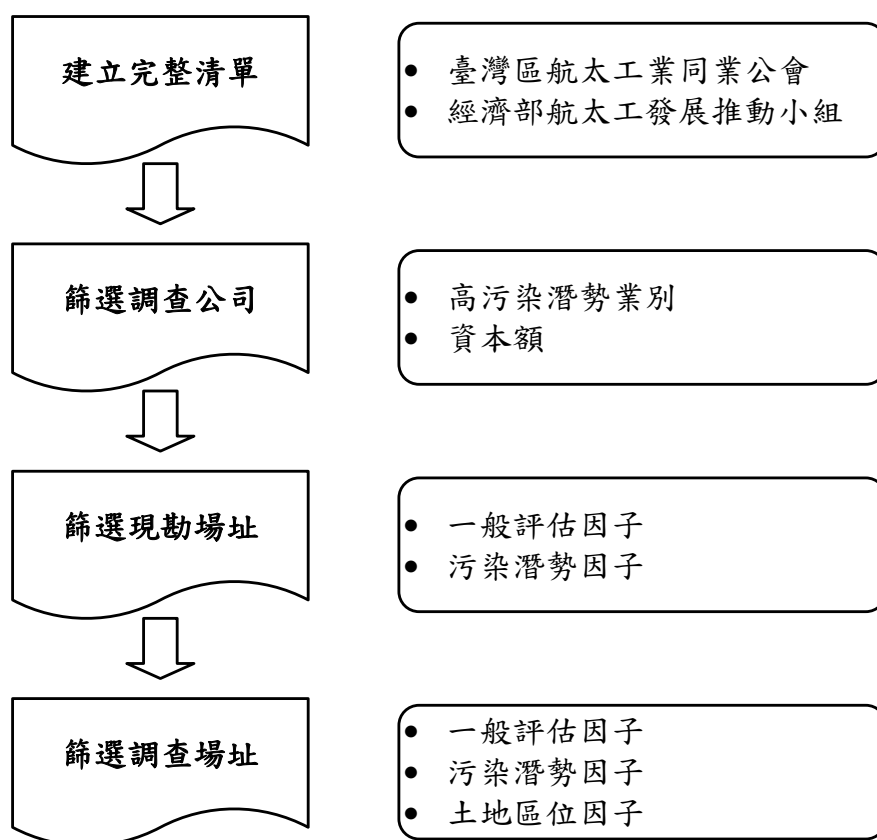 建立完整清單
• 臺灣區航太工業同業公會
• 經濟部航太工發展推動小組
篩選調查公司
• 高污染潛勢業別
• 資本額
篩選現勘場址
• 一般評估因子
• 污染潛勢因子
篩選調查場址
• 一般評估因子
• 污染潛勢因子
• 土地區位因子